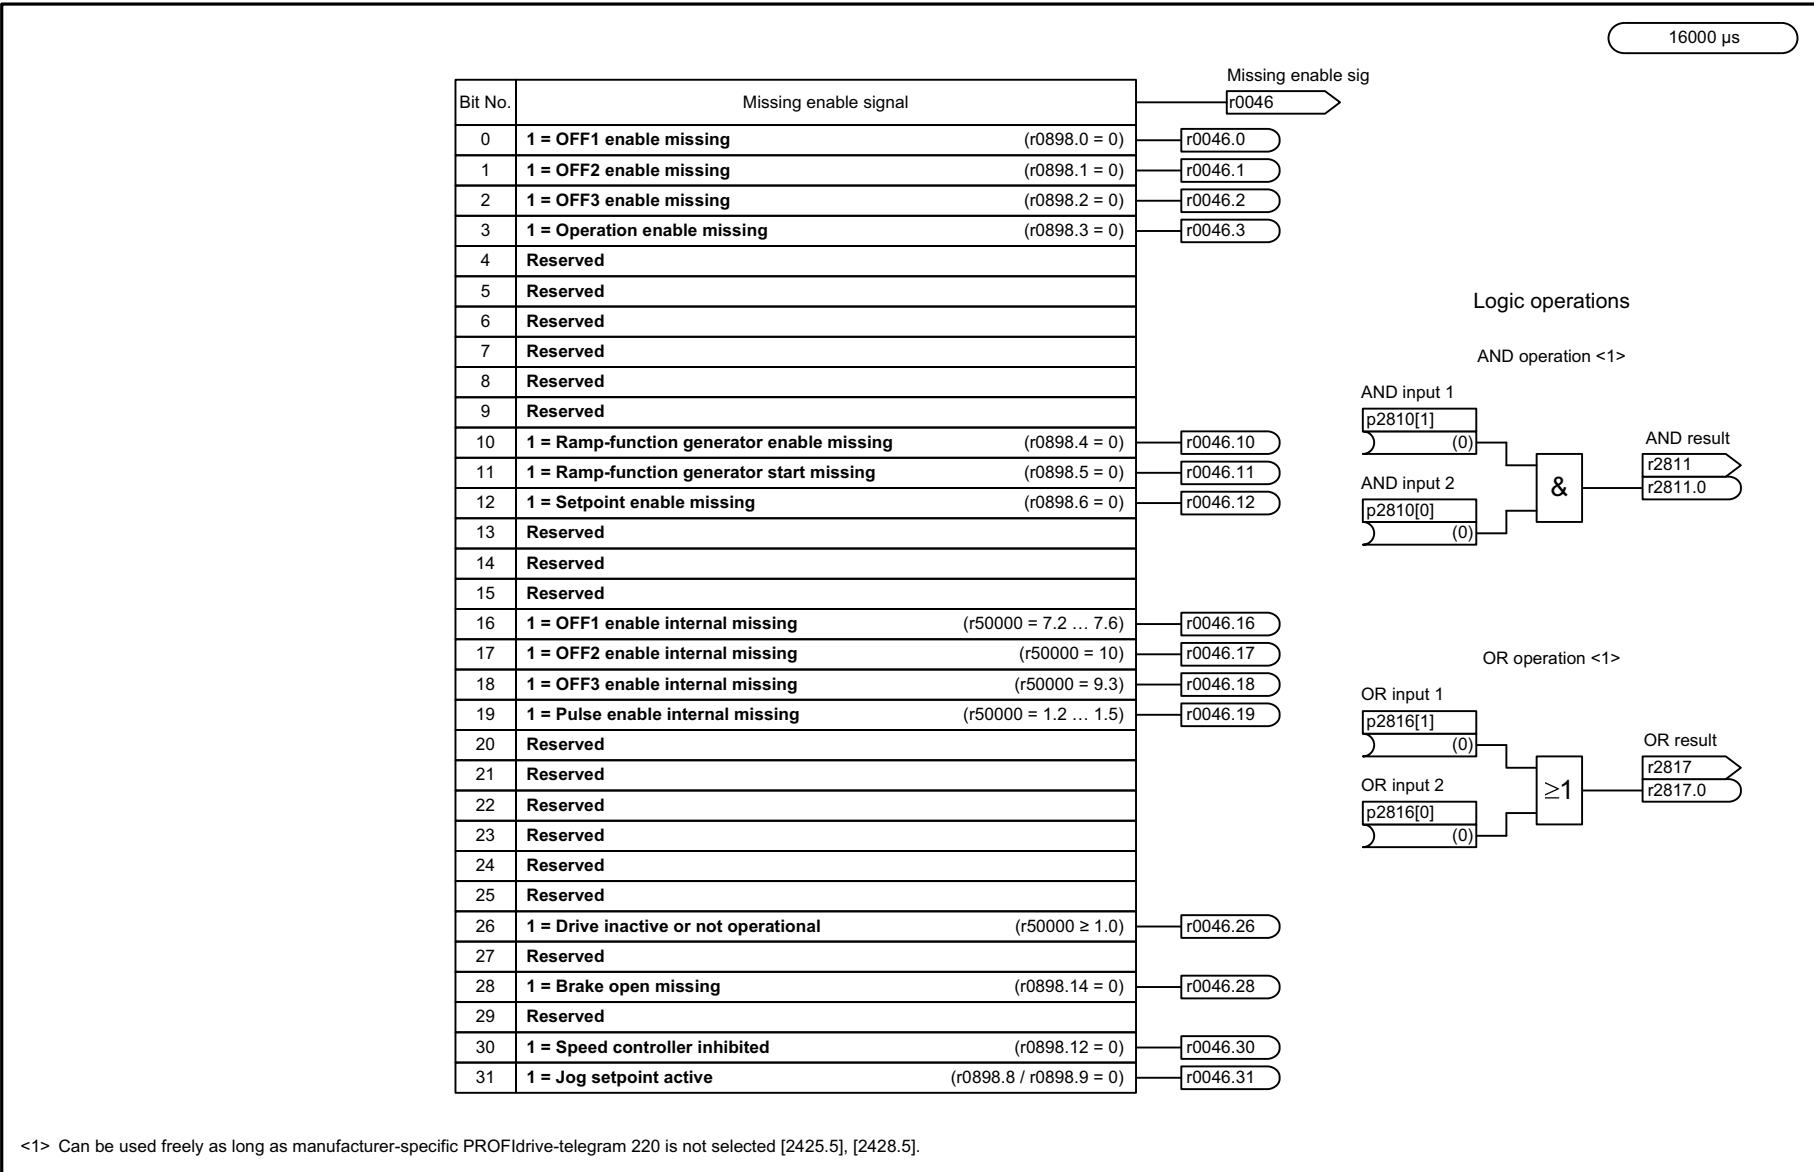 16000 µs
Missing enable sig
Bit No. Missing enable signal r0046
0 1 = OFF1 enable missing (r0898.0 = 0) r0046.0
1 1 = OFF2 enable missing (r0898.1 = 0) r0046.1
2 1 = OFF3 enable missing (r0898.2 = 0) r0046.2
3 1 = Operation enable missing (r0898.3 = 0) r0046.3
4 Reserved
5 Reserved
6 Reserved
7 Reserved
8 Reserved
9 Reserved
10 1 = Ramp-function generator enable missing (r0898.4 = 0) r0046.10
11 1 = Ramp-function generator start missing (r0898.5 = 0) r0046.11
12 1 = Setpoint enable missing (r0898.6 = 0) r0046.12
13 Reserved
14 Reserved
15 Reserved
16 1 = OFF1 enable internal missing (r50000 = 7.2 … 7.6) r0046.16
17 1 = OFF2 enable internal missing (r50000 = 10) r0046.17
18 1 = OFF3 enable internal missing (r50000 = 9.3) r0046.18
19 1 = Pulse enable internal missing (r50000 = 1.2 … 1.5) r0046.19
20 Reserved
21 Reserved
22 Reserved
23 Reserved
24 Reserved
25 Reserved
26 1 = Drive inactive or not operational (r50000 ≥ 1.0) r0046.26
27 Reserved
28 1 = Brake open missing (r0898.14 = 0) r0046.28
29 Reserved
30 1 = Speed controller inhibited (r0898.12 = 0) r0046.30
31 1 = Jog setpoint active (r0898.8 / r0898.9 = 0) r0046.31
Logic operations
AND operation <1>
AND input 1
p2810[1]
(0)
AND input 2
p2810[0]
(0)
&
AND result
r2811
r2811.0
OR operation <1>
OR input 1
p2816[1]
(0)
OR input 2
p2816[0]
(0)
≥1
OR result
r2817
r2817.0
<1> Can be used freely as long as manufacturer-specific PROFIdrive-telegram 220 is not selected [2425.5], [2428.5].